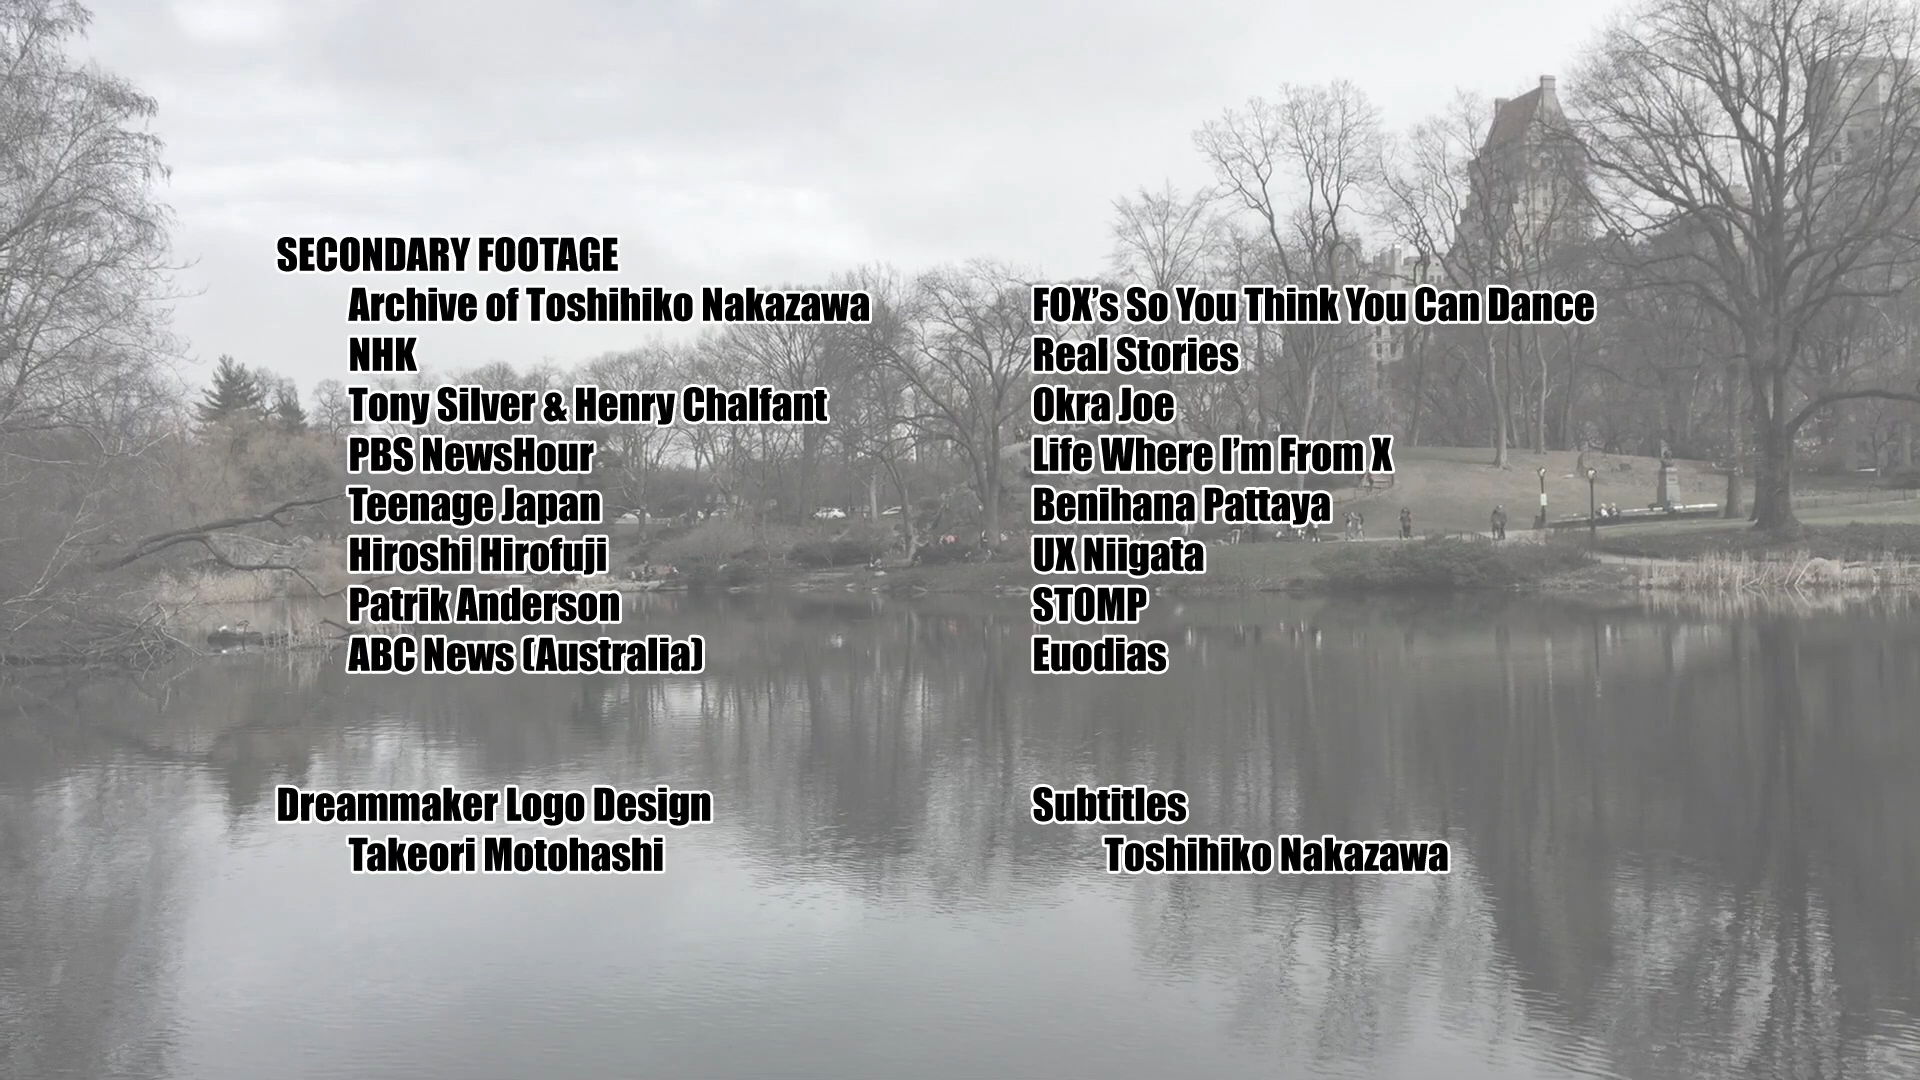 SECONDARY FOOTAGE
Archive of Toshihiko Nakazawa
NHK
Tony Silver & Henry Chalfant
PBS NewsHour
Teenage Japan
Hiroshi Hirofuji
Patrik Anderson
ABC News (Australia)
FOX’s So You Think You Can Dance
Real Stories
Okra Joe
Life Where I’m From X
Benihana Pattaya
UX Niigata
STOMP
Euodias
Dreammaker Logo Design
Takeori Motohashi
Subtitles
Toshihiko Nakazawa